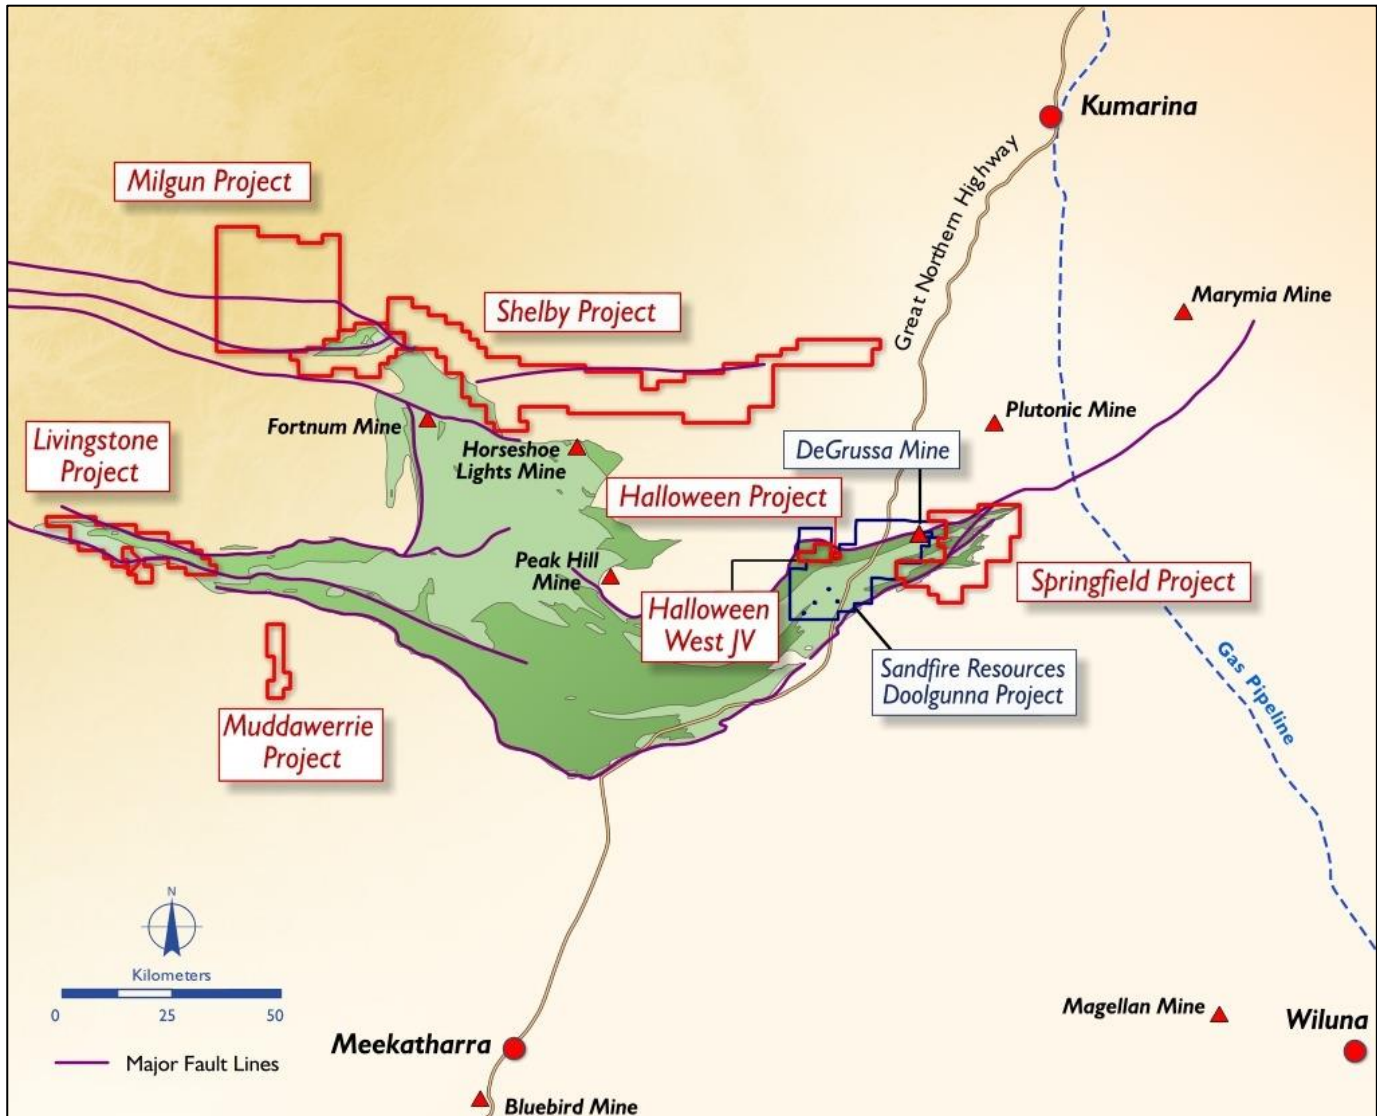 Kumarina
Great Northern Highway
Milgun Project
Shelby Project
Marymia Mine
Plutonic Mine
Fortnum Mine
Horseshoe
Lights Mine
DeGrussa Mine
Livingstone
Project
Halloween Project
Peak Hill
Mine
Springfield Project
Halloween
West JV
Sandfire Resources
Doolgunna Project
Gas Pipeline
Muddawerrie
Project
N
Kilometers
0 25 50
Major Fault Lines
Magellan Mine
Wiluna
Meekatharra
Bluebird Mine